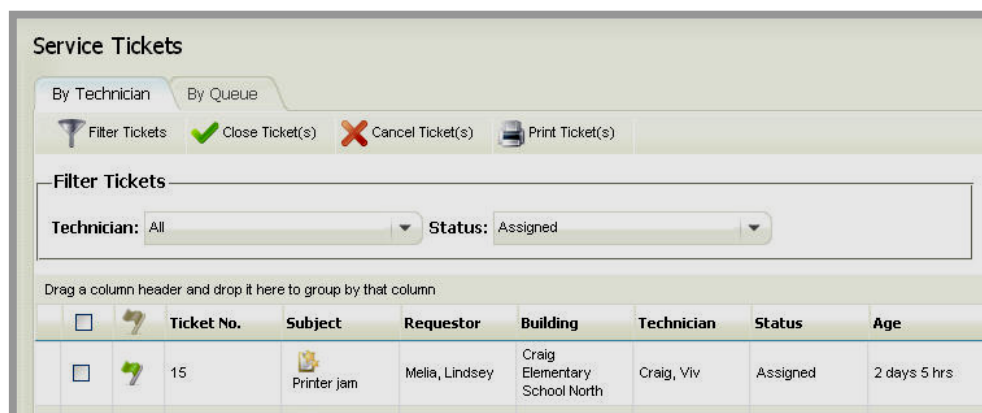 Service Tickets
By Technician By Queue
Filter Tickets Close Ticket(s) Cancel Ticket(s) Print Ticket(s)
Filter Tickets
Technician: All Status: Assigned
Drag a column header and drop it here to group by that column
Ticket No. Subject Requestor Building Technician Status Age
15 Printer jam Melia, Lindsey Craig Elementary School North Craig, Viv Assigned 2 days 5 hrs